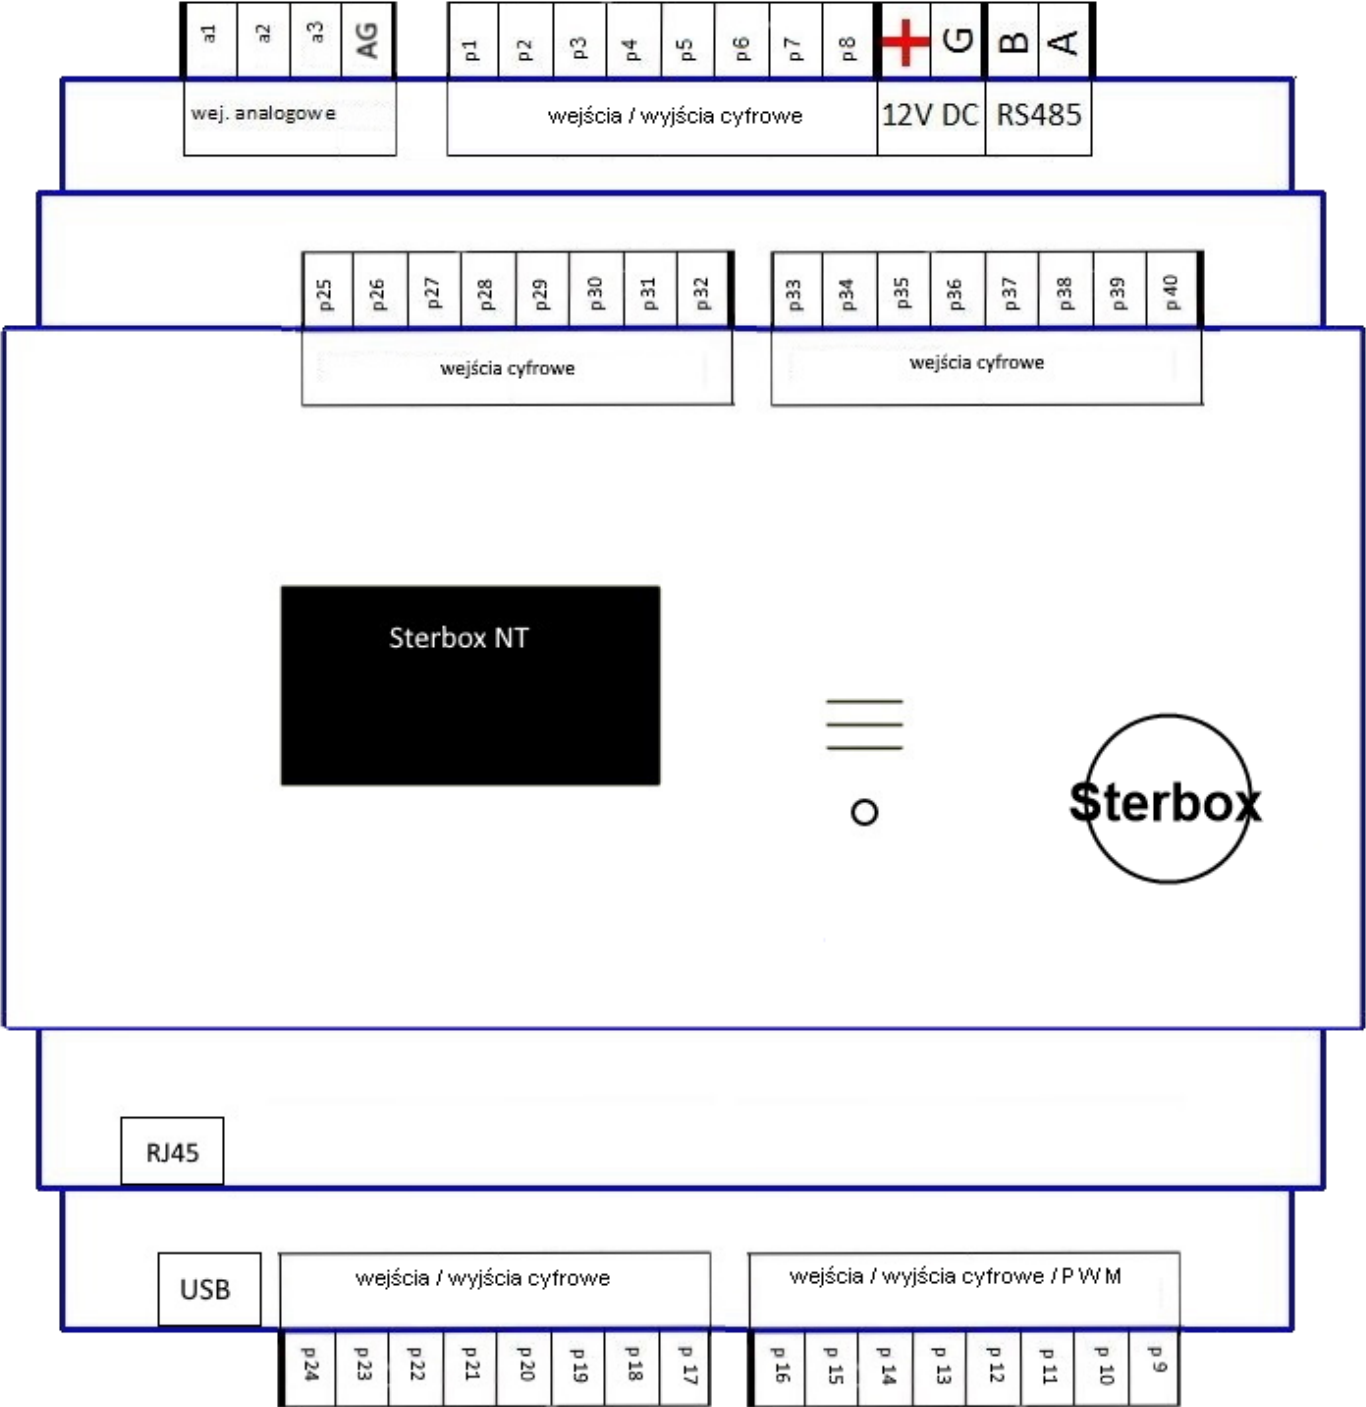 a1 a2 a3 AG p1 p2 p3 p4 p5 p6 p7 p8 + G B A
wej. analogowe wejścia / wyjścia cyfrowe 12V DC RS485
p25 p26 p27 p28 p29 p30 p31 p32 p33 p34 p35 p36 p37 p38 p39 p40
wejścia cyfrowe wejścia cyfrowe
Sterbox NT
Sterbox
RJ45
USB wejścia / wyjścia cyfrowe wejścia / wyjścia cyfrowe / PWM
p24 p23 p22 p21 p20 p19 p18 p17 p16 p15 p14 p13 p12 p11 p10 p9